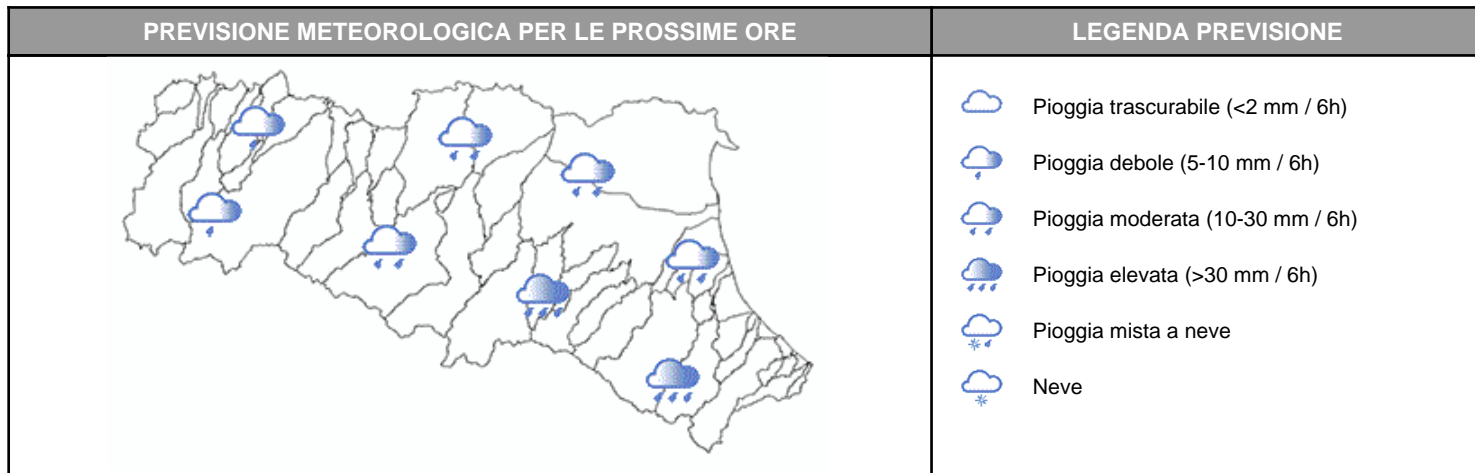 PREVISIONE METEOROLOGICA PER LE PROSSIME ORE
LEGENDA PREVISIONE
Pioggia trascurabile (<2 mm / 6h)
Pioggia debole (5-10 mm / 6h)
Pioggia moderata (10-30 mm / 6h)
Pioggia elevata (>30 mm / 6h)
Pioggia mista a neve
Neve